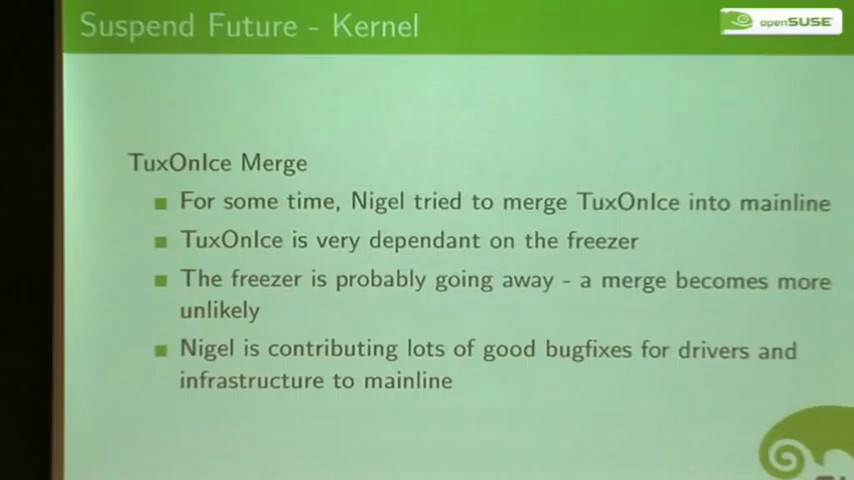 Suspend Future - Kernel
openSUSE
TuxOnIce Merge
For some time, Nigel tried to merge TuxOnIce into mainline
TuxOnIce is very dependant on the freezer
The freezer is probably going away - a merge becomes more
unlikely
Nigel is contributing lots of good bugfixes for drivers and
infrastructure to mainline